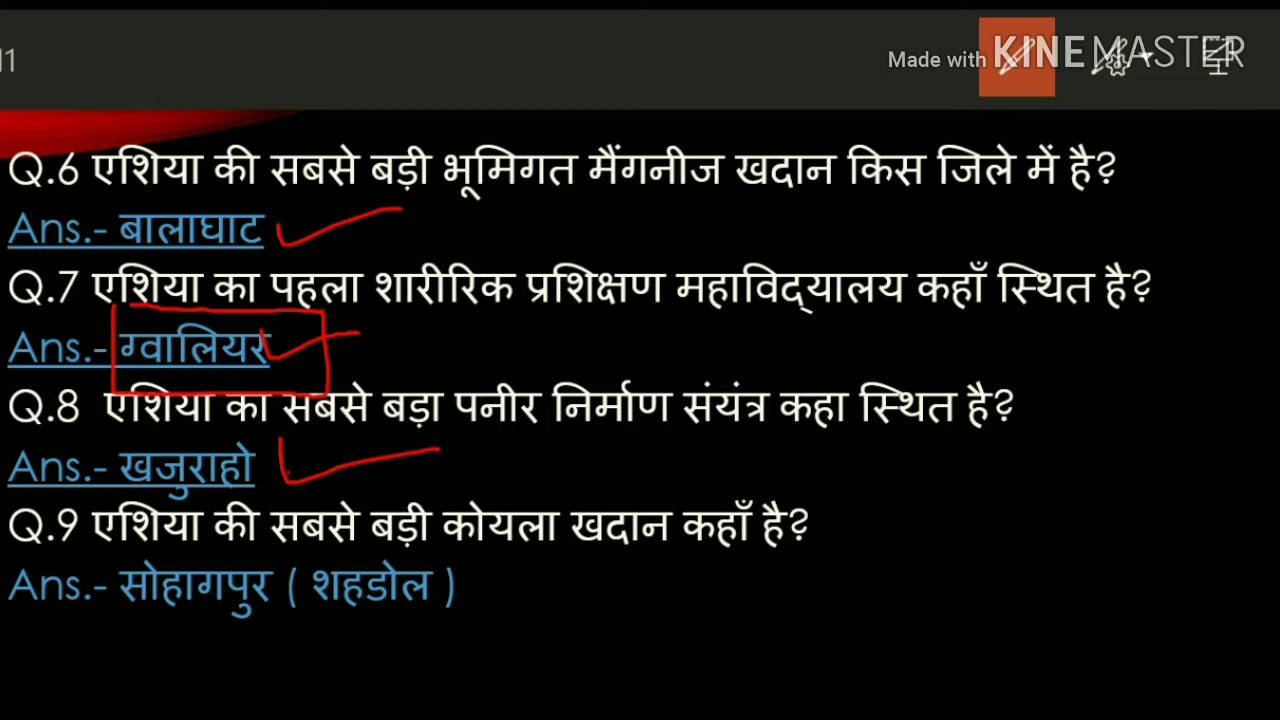 11
Made with KINEMASTER
Q.6 एशिया की सबसे बड़ी भूमिगत मैंगनीज खदान किस जिले में है?
Ans.- बालाघाट
Q.7 एशिया का पहला शारीरिक प्रशिक्षण महाविद्यालय कहाँ स्थित है?
Ans.- ग्वालियर
Q.8 एशिया का सबसे बड़ा पनीर निर्माण संयंत्र कहा स्थित है?
Ans.- खजुराहो
Q.9 एशिया की सबसे बड़ी कोयला खदान कहाँ है?
Ans.- सोहागपुर ( शहडोल )